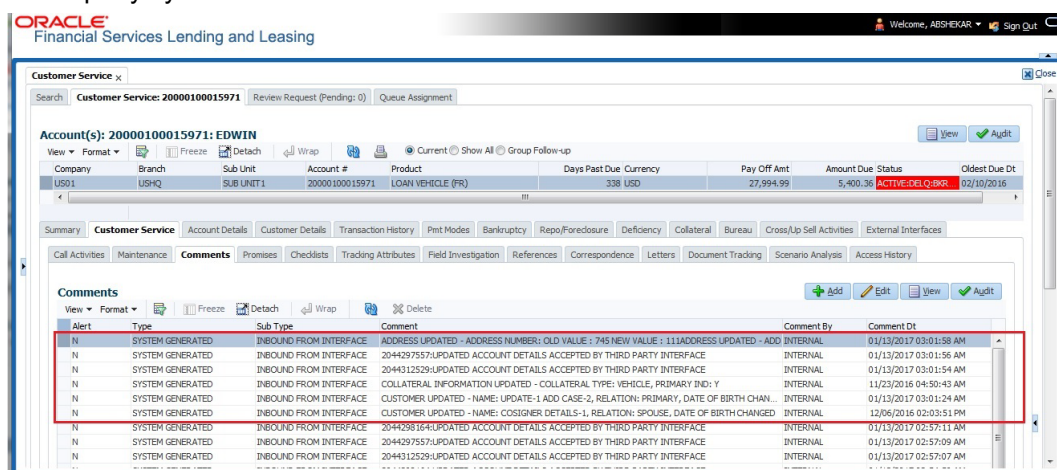 ORACLE
Financial Services Lending and Leasing
Welcome, ABSHEKAR Sign Out
Close
Customer Service x
Search Customer Service: 20000100015971 Review Request (Pending: 0) Queue Assignment
Account(s): 20000100015971: EDWIN
View Audit
View Format Freeze Detach Wrap Current Show All Group Follow-up
Company Branch Sub Unit Account # Product Days Past Due Currency Pay Off Amt Amount Due Status Oldest Due Dt
US01 USHQ SUB UNIT1 20000100015971 LOAN VEHICLE (FR) 338 USD 27,994.99 5,400.36 ACTIVE:DELQ:BKR... 02/10/2016
Summary Customer Service Account Details Customer Details Transaction History Pmt Modes Bankruptcy Repo/Foreclosure Deficiency Collateral Bureau Cross/Up Sell Activities External Interfaces
Call Activities Maintenance Comments Promises Checklists Tracking Attributes Field Investigation References Correspondence Letters Document Tracking Scenario Analysis Access History
Comments
Add Edit View Audit
View Format Freeze Detach Wrap Delete
Alert Type Sub Type Comment Comment By Comment Dt
N SYSTEM GENERATED INBOUND FROM INTERFACE ADDRESS UPDATED - ADDRESS NUMBER: OLD VALUE : 745 NEW VALUE : 111ADDRESS UPDATED - ADD INTERNAL 01/13/2017 03:01:58 AM
N SYSTEM GENERATED INBOUND FROM INTERFACE 2044297557:UPDATED ACCOUNT DETAILS ACCEPTED BY THIRD PARTY INTERFACE INTERNAL 01/13/2017 03:01:56 AM
N SYSTEM GENERATED INBOUND FROM INTERFACE 2044312529:UPDATED ACCOUNT DETAILS ACCEPTED BY THIRD PARTY INTERFACE INTERNAL 01/13/2017 03:01:54 AM
N SYSTEM GENERATED INBOUND FROM INTERFACE COLLATERAL INFORMATION UPDATED - COLLATERAL TYPE: VEHICLE, PRIMARY IND: Y INTERNAL 11/23/2016 04:50:43 AM
N SYSTEM GENERATED INBOUND FROM INTERFACE CUSTOMER UPDATED - NAME: UPDATE-1 ADD CASE-2, RELATION: PRIMARY, DATE OF BIRTH CHAN... INTERNAL 01/13/2017 03:01:24 AM
N SYSTEM GENERATED INBOUND FROM INTERFACE CUSTOMER UPDATED - NAME: COSIGNER DETAILS-1, RELATION: SPOUSE, DATE OF BIRTH CHANGED INTERNAL 12/06/2016 02:03:51 PM
N SYSTEM GENERATED INBOUND FROM INTERFACE 2044298164:UPDATED ACCOUNT DETAILS ACCEPTED BY THIRD PARTY INTERFACE INTERNAL 01/13/2017 02:57:11 AM
N SYSTEM GENERATED INBOUND FROM INTERFACE 2044297557:UPDATED ACCOUNT DETAILS ACCEPTED BY THIRD PARTY INTERFACE INTERNAL 01/13/2017 02:57:09 AM
N SYSTEM GENERATED INBOUND FROM INTERFACE 2044312529:UPDATED ACCOUNT DETAILS ACCEPTED BY THIRD PARTY INTERFACE INTERNAL 01/13/2017 02:57:07 AM